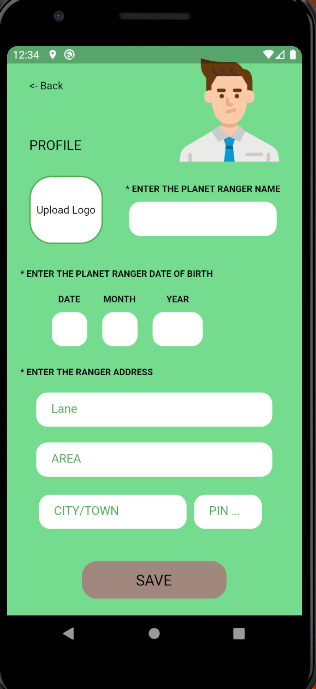 12:34
<- Back
PROFILE
Upload Logo
* ENTER THE PLANET RANGER NAME
* ENTER THE PLANET RANGER DATE OF BIRTH
DATE MONTH YEAR
* ENTER THE RANGER ADDRESS
Lane
AREA
CITY/TOWN PIN ...
SAVE